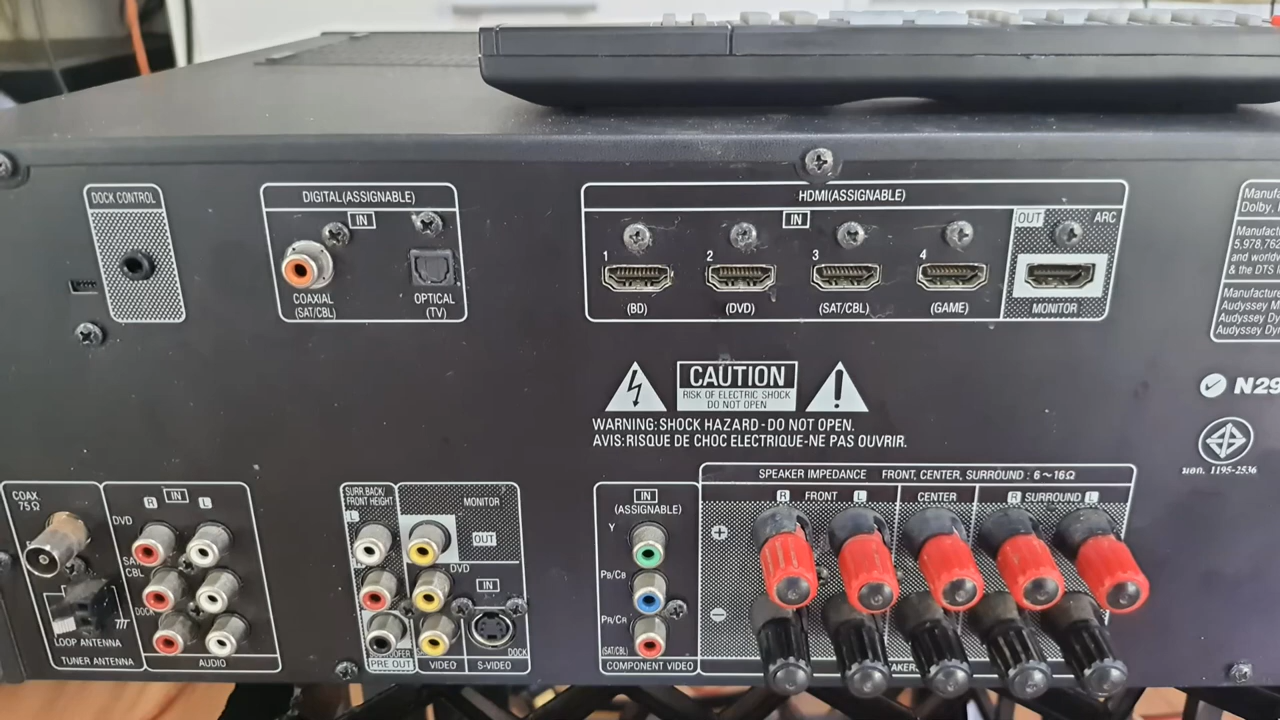 DOCK CONTROL
DIGITAL(ASSIGNABLE)
IN
COAXIAL
(SAT/CBL)
OPTICAL
(TV)
HDMI(ASSIGNABLE)
IN
OUT
ARC
1
2
3
4
(BD)
(DVD)
(SAT/CBL)
(GAME)
MONITOR
Dolby,
5,978,762
& the DTS
Audyssey
Audyssey
Audyssey
CAUTION
RISK OF ELECTRIC SHOCK
DO NOT OPEN
WARNING: SHOCK HAZARD - DO NOT OPEN.
AVIS: RISQUE DE CHOC ELECTRIQUE-NE PAS OUVRIR.
N29
มอก. 1195-2536
COAX.
75Ω
LOOP ANTENNA
TUNER ANTENNA
R
IN
L
DVD
SAT
CBL
DOCK
AUDIO
SURR.BACK/
FRONT HEIGHT
L
PRE OUT
MONITOR
OUT
DVD
IN
DOCK
VIDEO
S-VIDEO
IN
(ASSIGNABLE)
Y
PB/CB
PR/CR
(SAT/CBL)
COMPONENT VIDEO
SPEAKER IMPEDANCE FRONT, CENTER, SURROUND : 6~16Ω
R FRONT L
CENTER
R SURROUND L
+
−